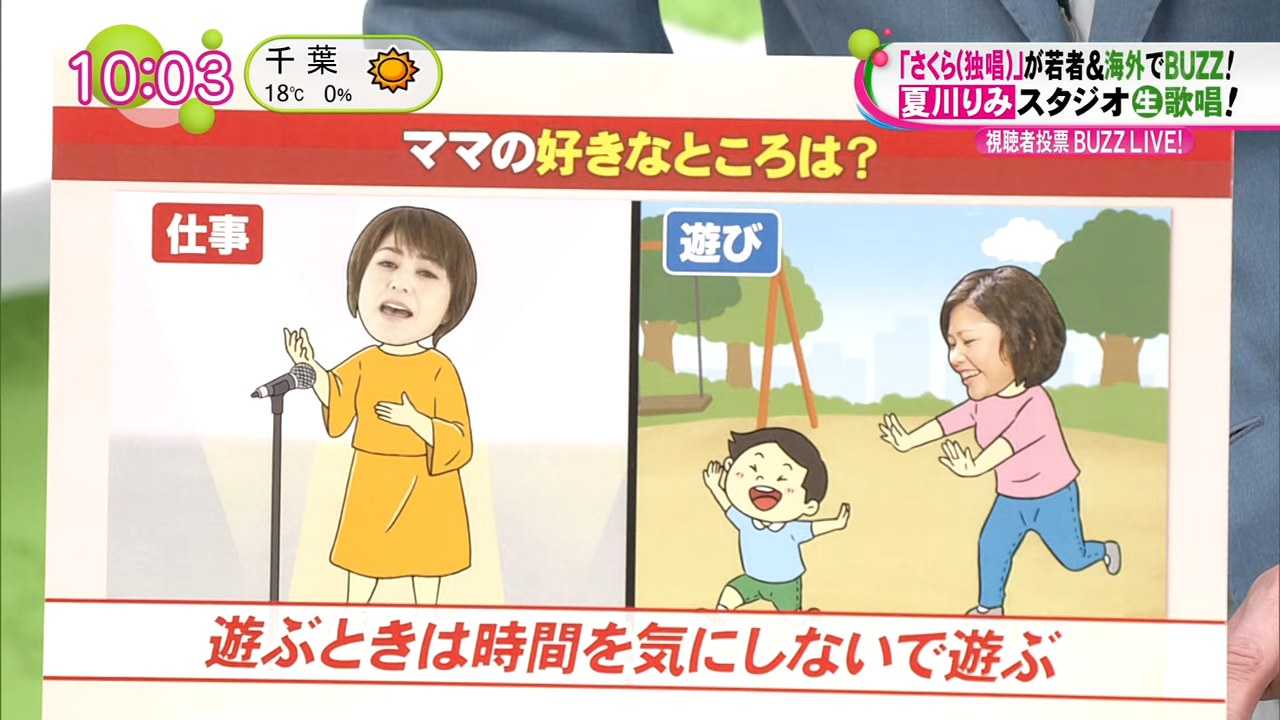 10:03
千葉
18℃ 0%
「さくら(独唱)」が若者&海外でBUZZ!
夏川りみスタジオ生歌唱!
視聴者投票 BUZZ LIVE!
ママの好きなところは?
仕事
遊び
遊ぶときは時間を気にしないで遊ぶ